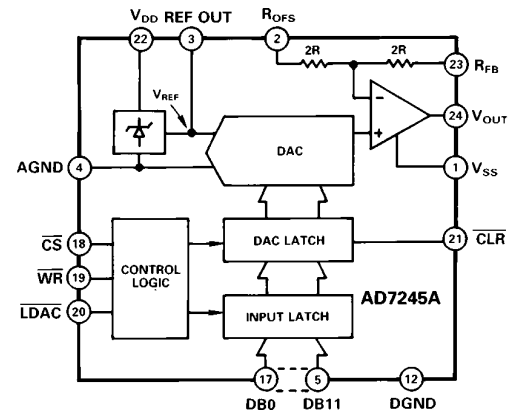 VDD REF OUT ROFS
22 3 2
2R 2R
23 RFB
VREF
24 VOUT
DAC
AGND 4
1 VSS
CS 18
DAC LATCH
21 CLR
WR 19
CONTROL LOGIC
AD7245A
LDAC 20
INPUT LATCH
17 5 12
DB0 DB11 DGND